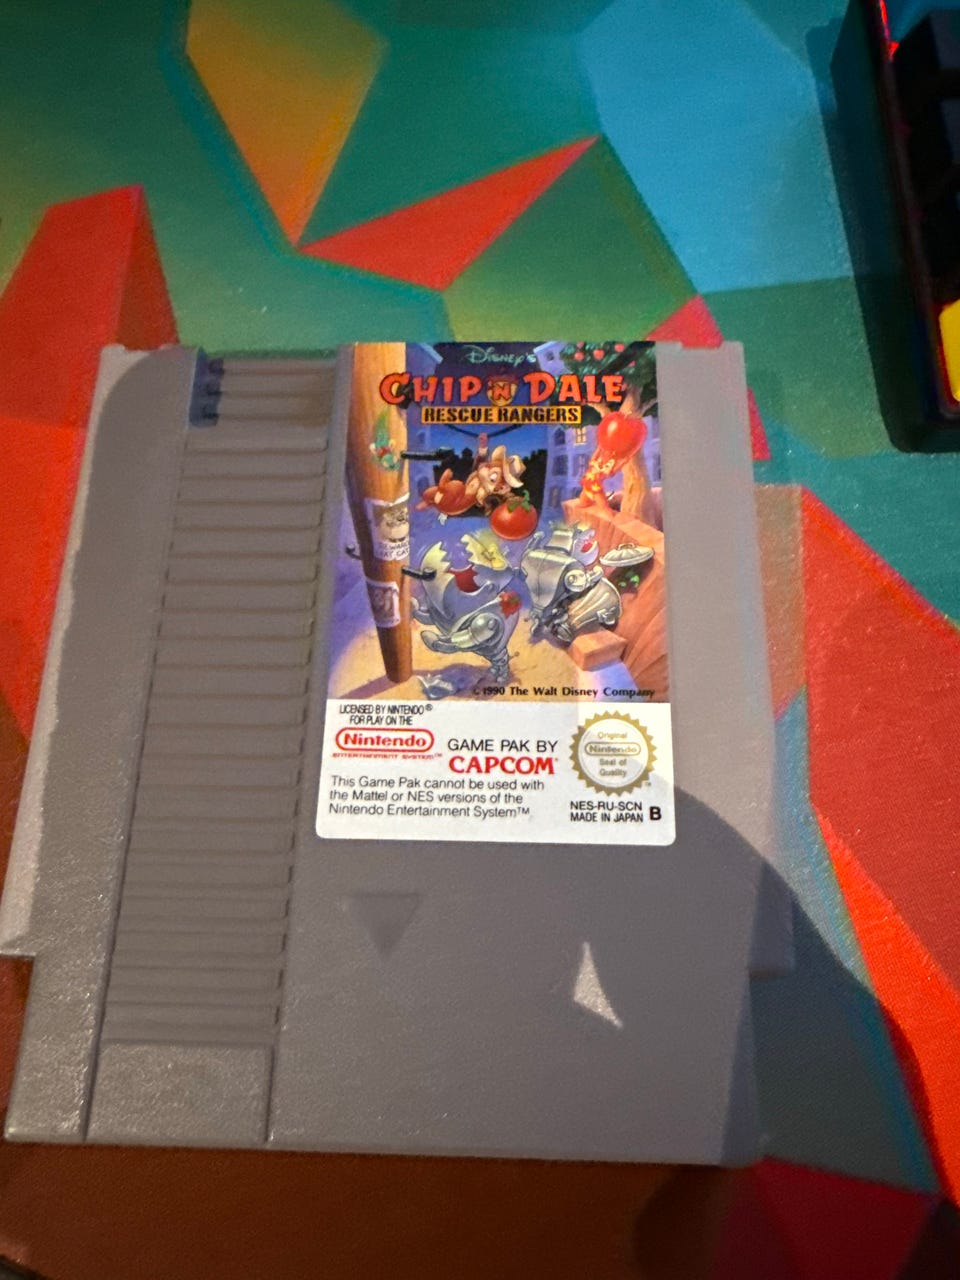 Disney's
CHIP 'N DALE
RESCUE RANGERS
BEWARE
© 1990 The Walt Disney Company
LICENSED BY NINTENDO®
FOR PLAY ON THE
Nintendo
ENTERTAINMENT SYSTEM™
GAME PAK BY
CAPCOM®
This Game Pak cannot be used with
the Mattel or NES versions of the
Nintendo Entertainment System™
Original
Nintendo
Seal of
Quality
TM
NES-RU-SCN
MADE IN JAPAN B